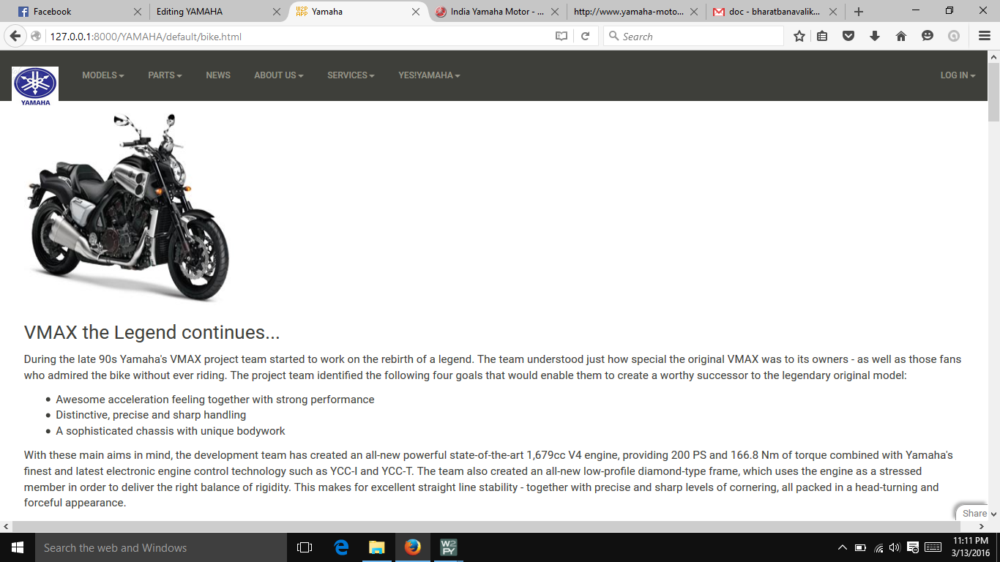 Facebook
Editing YAMAHA
W2P APP Yamaha
India Yamaha Motor - ...
http://www.yamaha-moto...
doc - bharatbanavalik...
127.0.0.1:8000/YAMAHA/default/bike.html
Search
YAMAHA
MODELS
PARTS
NEWS
ABOUT US
SERVICES
YES!YAMAHA
LOG IN
VMAX the Legend continues...
During the late 90s Yamaha's VMAX project team started to work on the rebirth of a legend. The team understood just how special the original VMAX was to its owners - as well as those fans
who admired the bike without ever riding. The project team identified the following four goals that would enable them to create a worthy successor to the legendary original model:
Awesome acceleration feeling together with strong performance
Distinctive, precise and sharp handling
A sophisticated chassis with unique bodywork
With these main aims in mind, the development team has created an all-new powerful state-of-the-art 1,679cc V4 engine, providing 200 PS and 166.8 Nm of torque combined with Yamaha's
finest and latest electronic engine control technology such as YCC-I and YCC-T. The team also created an all-new low-profile diamond-type frame, which uses the engine as a stressed
member in order to deliver the right balance of rigidity. This makes for excellent straight line stability - together with precise and sharp levels of cornering, all packed in a head-turning and
forceful appearance.
Share
Search the web and Windows
W2
PY
11:11 PM
3/13/2016